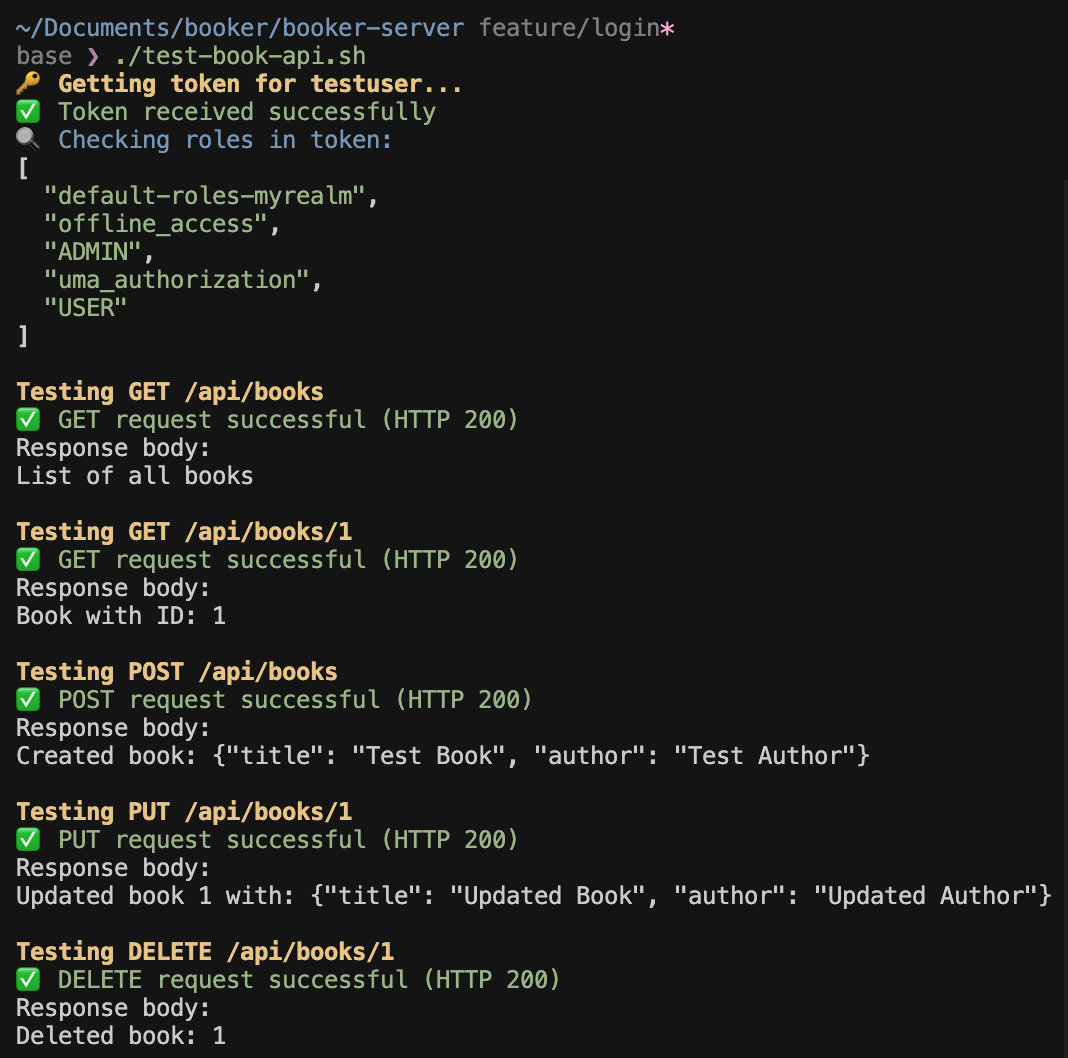 ~/Documents/booker/booker-server feature/login*
base ❯ ./test-book-api.sh
🔑 Getting token for testuser...
✅ Token received successfully
🔍 Checking roles in token:
[
  "default-roles-myrealm",
  "offline_access",
  "ADMIN",
  "uma_authorization",
  "USER"
]

Testing GET /api/books
✅ GET request successful (HTTP 200)
Response body:
List of all books

Testing GET /api/books/1
✅ GET request successful (HTTP 200)
Response body:
Book with ID: 1

Testing POST /api/books
✅ POST request successful (HTTP 200)
Response body:
Created book: {"title": "Test Book", "author": "Test Author"}

Testing PUT /api/books/1
✅ PUT request successful (HTTP 200)
Response body:
Updated book 1 with: {"title": "Updated Book", "author": "Updated Author"}

Testing DELETE /api/books/1
✅ DELETE request successful (HTTP 200)
Response body:
Deleted book: 1